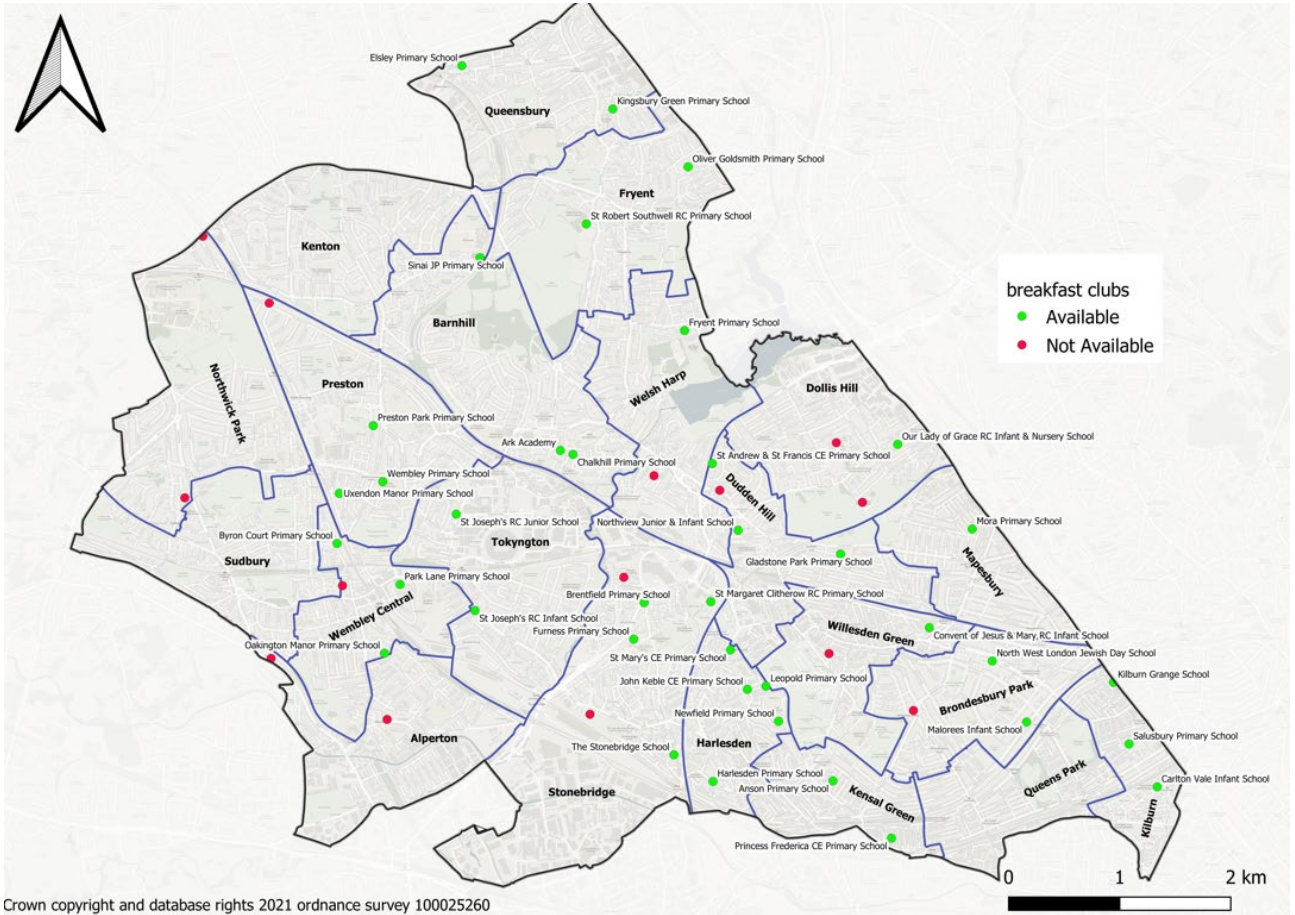 Elsley Primary School
Queensbury
Kingsbury Green Primary School
Oliver Goldsmith Primary School
Fryent
St Robert Southwell RC Primary School
Kenton
Sinai JP Primary School
breakfast clubs
Available
Not Available
Barnhill
Fryent Primary School
Northwick Park
Preston
Welsh Harp
Dollis Hill
Preston Park Primary School
Our Lady of Grace RC Infant & Nursery School
Ark Academy
Chalkhill Primary School
St Andrew & St Francis CE Primary School
Wembley Primary School
Uxendon Manor Primary School
Dudden Hill
St Joseph's RC Junior School
Northview Junior & Infant School
Mora Primary School
Byron Court Primary School
Tokyngton
Sudbury
Gladstone Park Primary School
Mapesbury
Park Lane Primary School
Wembley Central
Brentfield Primary School
St Margaret Clitherow RC Primary School
St Joseph's RC Infant School
Willesden Green
Convent of Jesus & Mary RC Infant School
Furness Primary School
Oakington Manor Primary School
St Mary's CE Primary School
North West London Jewish Day School
John Keble CE Primary School
Leopold Primary School
Kilburn Grange School
Brondesbury Park
Newfield Primary School
Malorees Infant School
Alperton
Harlesden
Salusbury Primary School
The Stonebridge School
Queens Park
Harlesden Primary School
Anson Primary School
Carlton Vale Infant School
Stonebridge
Kensal Green
Kilburn
Princess Frederica CE Primary School
0 1 2 km
Crown copyright and database rights 2021 ordnance survey 100025260